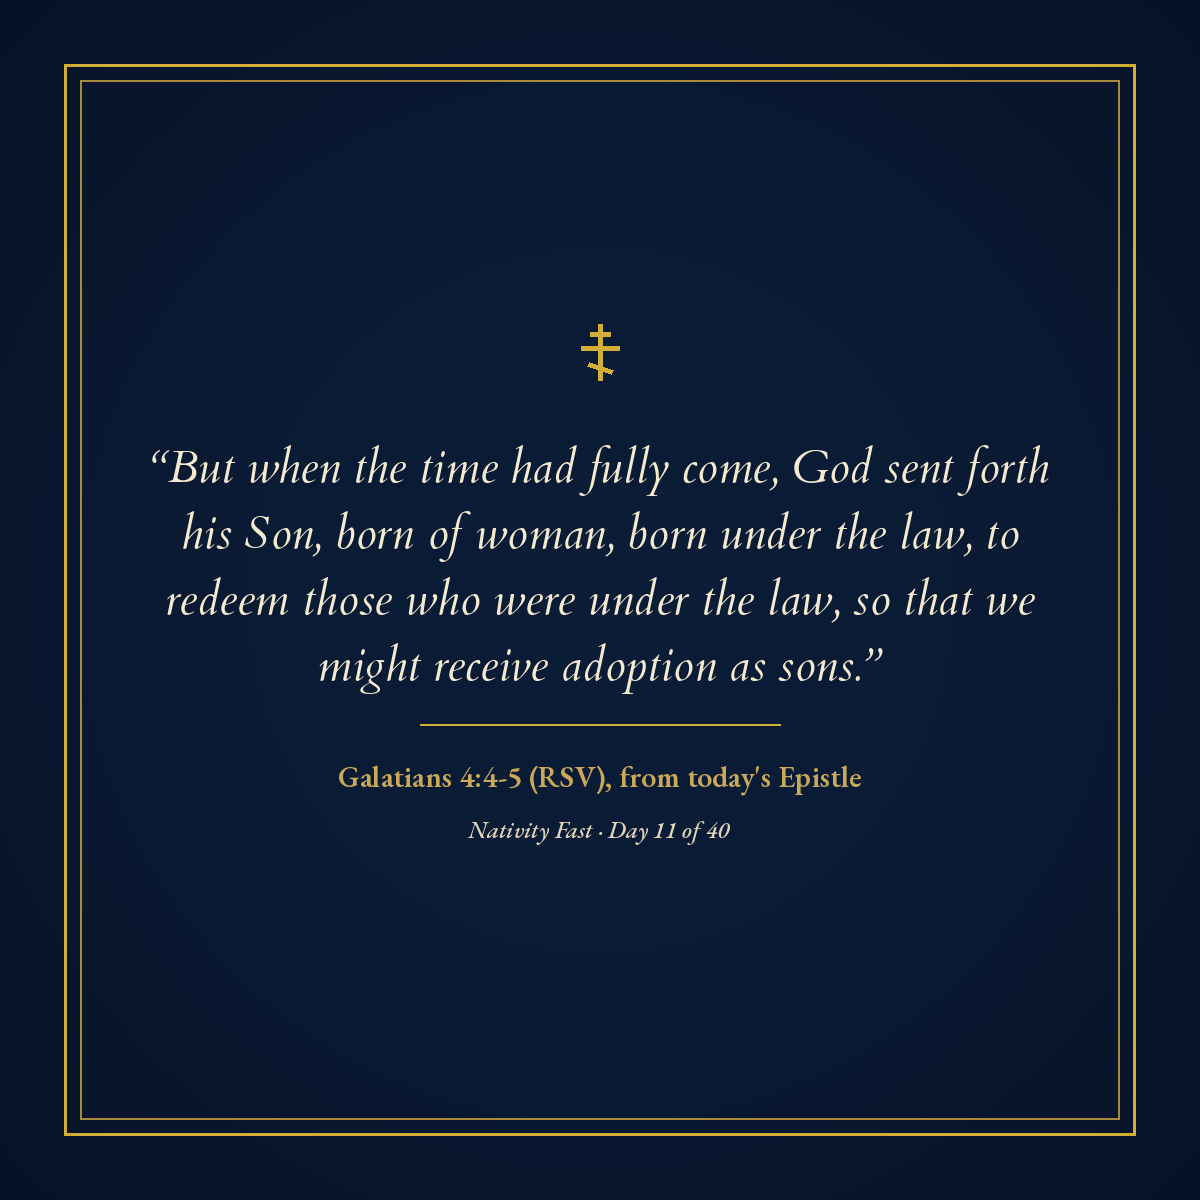 “But when the time had fully come, God sent forth
his Son, born of woman, born under the law, to
redeem those who were under the law, so that we
might receive adoption as sons.”
Galatians 4:4-5 (RSV), from today's Epistle
Nativity Fast · Day 11 of 40